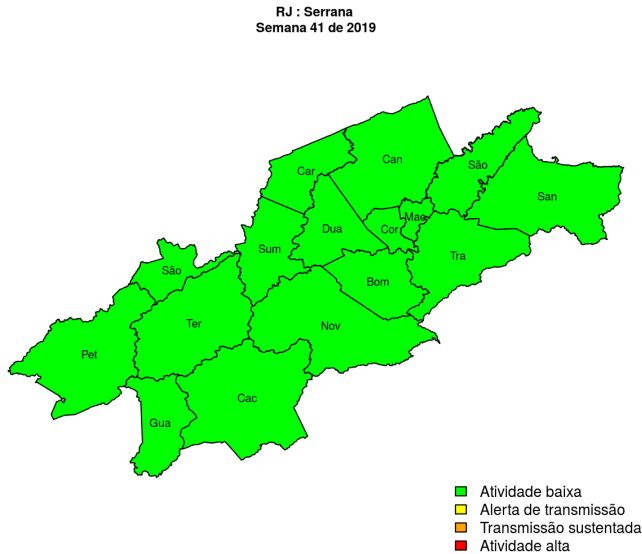 RJ : Serrana
Semana 41 de 2019
Can
São
Car
San
Mac
Dua
Cor
Sum
Tra
São
Bom
Ter
Nov
Pet
Cac
Gua
Atividade baixa
Alerta de transmissão
Transmissão sustentada
Atividade alta